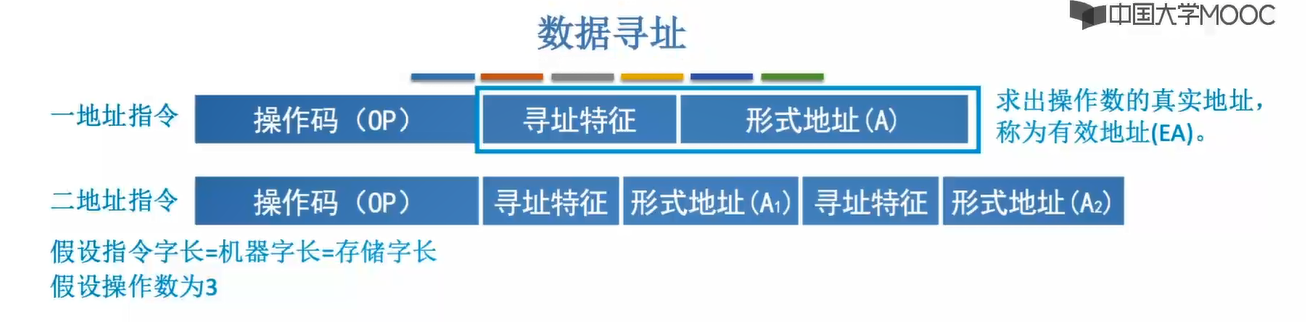 中国大学MOOC
数据寻址
一地址指令 操作码（OP） 寻址特征 形式地址(A)
求出操作数的真实地址，
称为有效地址(EA)。
二地址指令 操作码（OP） 寻址特征 形式地址(A₁) 寻址特征 形式地址(A₂)
假设指令字长=机器字长=存储字长
假设操作数为3